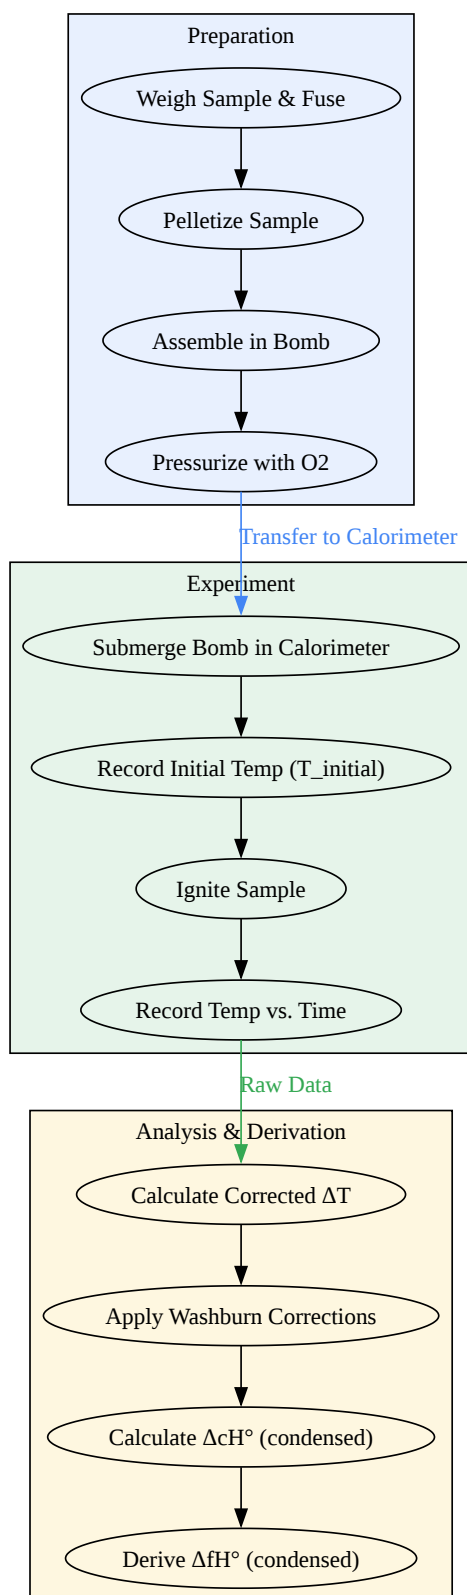 Preparation
Weigh Sample & Fuse
Pelletize Sample
Assemble in Bomb
Pressurize with O2
Transfer to Calorimeter
Experiment
Submerge Bomb in Calorimeter
Record Initial Temp (T_initial)
Ignite Sample
Record Temp vs. Time
Raw Data
Analysis & Derivation
Calculate Corrected ΔT
Apply Washburn Corrections
Calculate ΔcH° (condensed)
Derive ΔfH° (condensed)